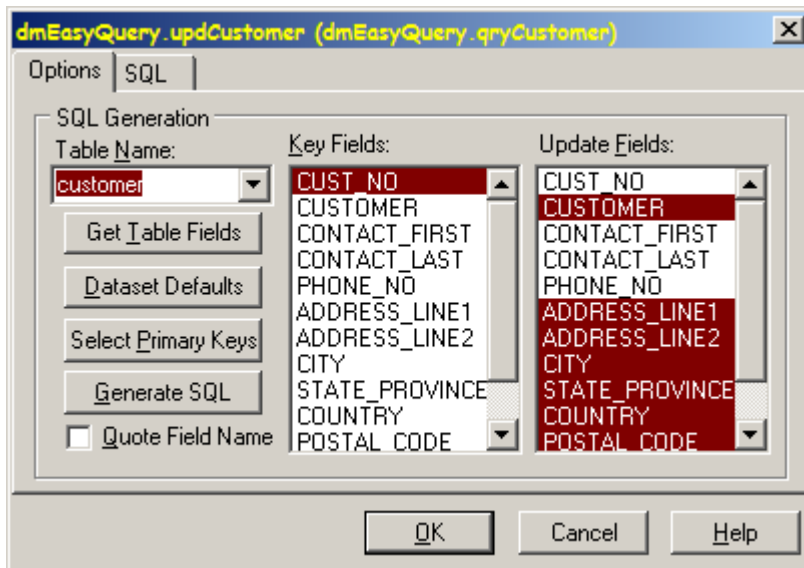 dmEasyQuery.updCustomer (dmEasyQuery.qryCustomer)
Options
SQL
SQL Generation
Table Name:
customer
Get Table Fields
Dataset Defaults
Select Primary Keys
Generate SQL
Quote Field Name
Key Fields:
CUST_NO
CUSTOMER
CONTACT_FIRST
CONTACT_LAST
PHONE_NO
ADDRESS_LINE1
ADDRESS_LINE2
CITY
STATE_PROVINCE
COUNTRY
POSTAL_CODE
Update Fields:
CUST_NO
CUSTOMER
CONTACT_FIRST
CONTACT_LAST
PHONE_NO
ADDRESS_LINE1
ADDRESS_LINE2
CITY
STATE_PROVINCE
COUNTRY
POSTAL_CODE
OK
Cancel
Help